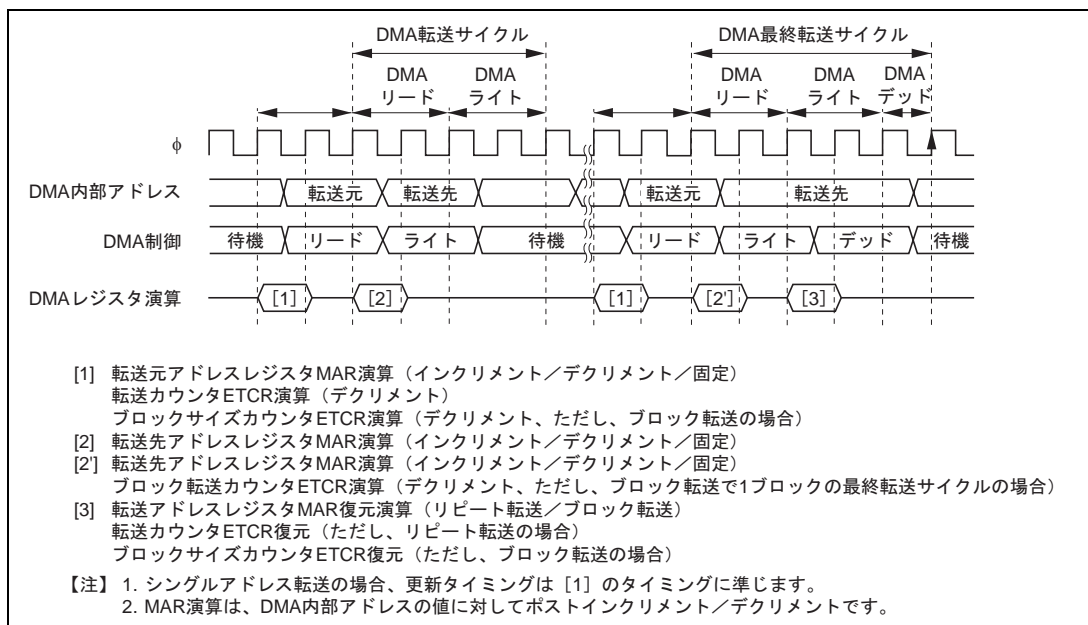 DMA転送サイクル DMA最終転送サイクル
DMA DMA DMA DMA DMA
リード ライト リード ライト デッド
φ
DMA内部アドレス 転送元 転送先 転送元 転送先
DMA制御 待機 リード ライト 待機 リード ライト デッド 待機
DMAレジスタ演算 [1] [2] [1] [2'] [3]
[1] 転送元アドレスレジスタMAR演算（インクリメント／デクリメント／固定）
転送カウンタETCR演算（デクリメント）
ブロックサイズカウンタETCR演算（デクリメント、ただし、ブロック転送の場合）
[2] 転送先アドレスレジスタMAR演算（インクリメント／デクリメント／固定）
[2'] 転送先アドレスレジスタMAR演算（インクリメント／デクリメント／固定）
ブロック転送カウンタETCR演算（デクリメント、ただし、ブロック転送で1ブロックの最終転送サイクルの場合）
[3] 転送アドレスレジスタMAR復元演算（リピート転送／ブロック転送）
転送カウンタETCR復元（ただし、リピート転送の場合）
ブロックサイズカウンタETCR復元（ただし、ブロック転送の場合）
【注】 1. シングルアドレス転送の場合、更新タイミングは［1］のタイミングに準じます。
2. MAR演算は、DMA内部アドレスの値に対してポストインクリメント／デクリメントです。